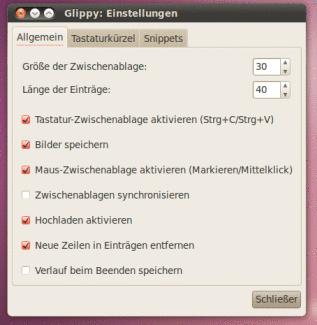 Glippy: Einstellungen
Allgemein Tastaturkürzel Snippets
Größe der Zwischenablage: 30
Länge der Einträge: 40
Tastatur-Zwischenablage aktivieren (Strg+C/Strg+V)
Bilder speichern
Maus-Zwischenablage aktivieren (Markieren/Mittelklick)
Zwischenablagen synchronisieren
Hochladen aktivieren
Neue Zeilen in Einträgen entfernen
Verlauf beim Beenden speichern
Schließer